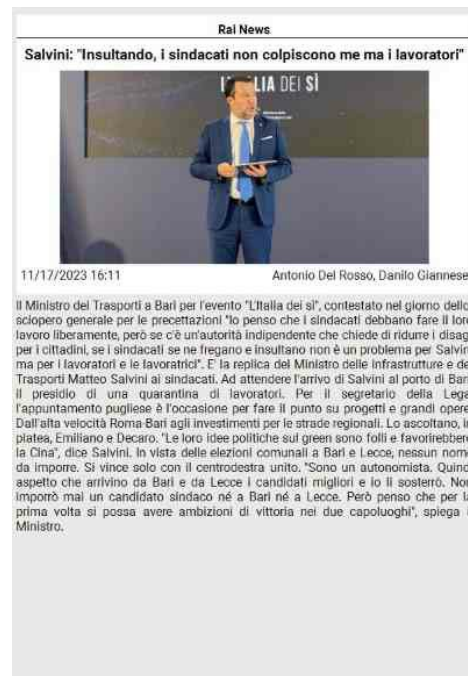 Rai News
Salvini: "Insultando, i sindacati non colpiscono me ma i lavoratori"
L'ITALIA DEI SÌ
11/17/2023 16:11
Antonio Del Rosso, Danilo Giannese
Il Ministro dei Trasporti a Bari per l'evento "L'Italia dei sì", contestato nel giorno dello
sciopero generale per le precettazioni "Io penso che i sindacati debbano fare il loro
lavoro liberamente, però se c'è un'autorità indipendente che chiede di ridurre i disagi
per i cittadini, se i sindacati se ne fregano e insultano non è un problema per Salvini
ma per i lavoratori e le lavoratrici". E' la replica del Ministro delle infrastrutture e dei
Trasporti Matteo Salvini ai sindacati. Ad attendere l'arrivo di Salvini al porto di Bari
il presidio di una quarantina di lavoratori. Per il segretario della Lega
l'appuntamento pugliese è l'occasione per fare il punto su progetti e grandi opere.
Dall'alta velocità Roma-Bari agli investimenti per le strade regionali. Lo ascoltano, in
platea, Emiliano e Decaro. "Le loro idee politiche sul green sono folli e favorirebbero
la Cina", dice Salvini. In vista delle elezioni comunali a Bari e Lecce, nessun nome
da imporre. Si vince solo con il centrodestra unito. "Sono un autonomista. Quindi
aspetto che arrivino da Bari e da Lecce i candidati migliori e io li sosterrò. Non
imporrò mai un candidato sindaco né a Bari né a Lecce. Però penso che per la
prima volta si possa avere ambizioni di vittoria nei due capoluoghi", spiega il
Ministro.